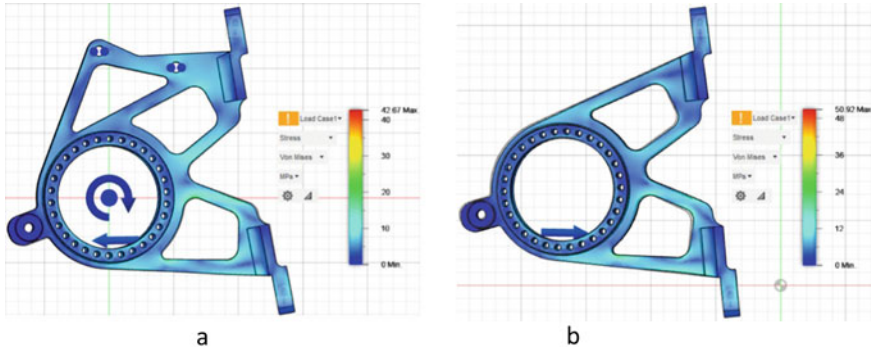 42.67 Max.
Load Case1
40
Stress
30
Von Mises
20
MPa
10
0 Min.
a
50.92 Max
Load Case1
48
Stress
36
Von Mises
24
MPa
12
0 Min.
b